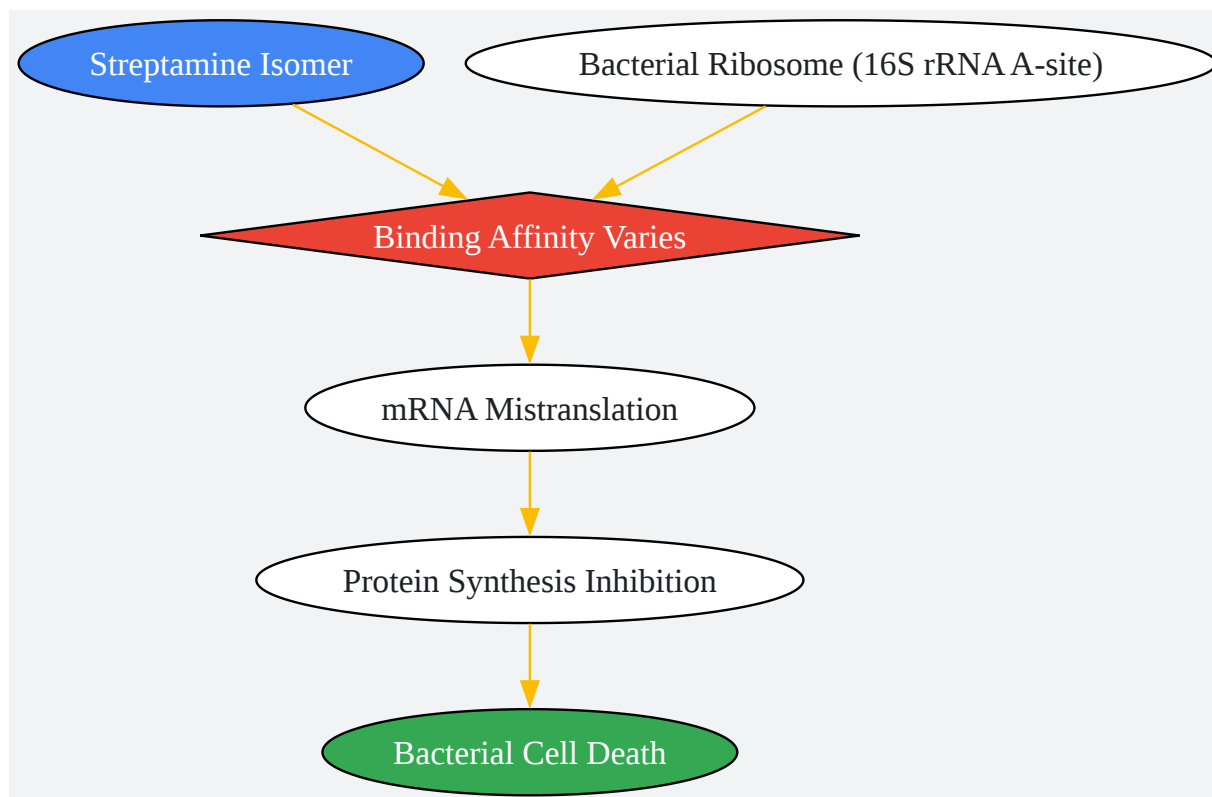 Streptamine Isomer
Bacterial Ribosome (16S rRNA A-site)
Binding Affinity Varies
mRNA Mistranslation
Protein Synthesis Inhibition
Bacterial Cell Death